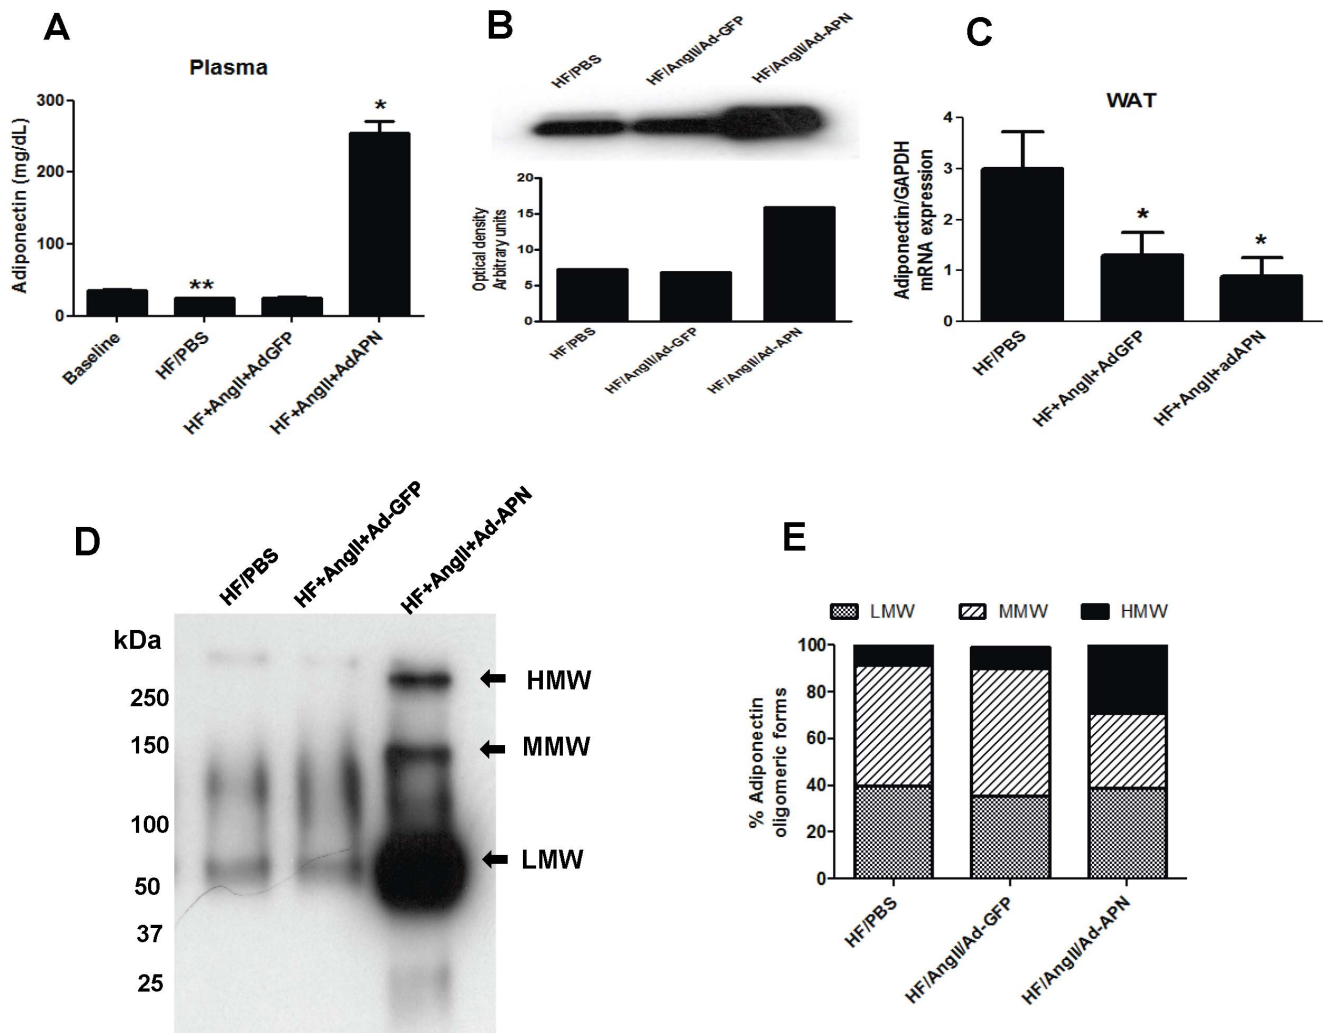 A
Plasma
Adiponectin (mg/dL)
300
200
100
0
**
*
Baseline
HF/PBS
HF+AngII+AdGFP
HF+AngII+AdAPN
B
HF/PBS
HF/AngII/Ad-GFP
HF/AngII/Ad-APN
Optical density
Arbitrary units
20
15
10
5
0
HF/PBS
HF/AngII/Ad-GFP
HF/AngII/Ad-APN
C
WAT
Adiponectin/GAPDH
mRNA expression
4
3
2
1
0
*
*
HF/PBS
HF+AngII+AdGFP
HF+AngII+adAPN
D
HF/PBS
HF+AngII+Ad-GFP
HF+AngII+Ad-APN
kDa
250
150
100
50
37
25
HMW
MMW
LMW
E
LMW MMW HMW
% Adiponectin
oligomeric forms
100
80
60
40
20
0
HF/PBS
HF/AngII/Ad-GFP
HF/AngII/Ad-APN